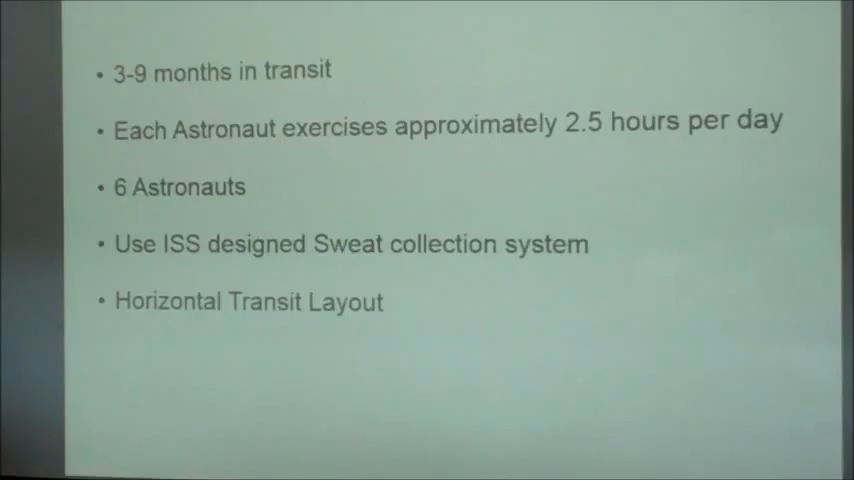 • 3-9 months in transit
• Each Astronaut exercises approximately 2.5 hours per day
• 6 Astronauts
• Use ISS designed Sweat collection system
• Horizontal Transit Layout